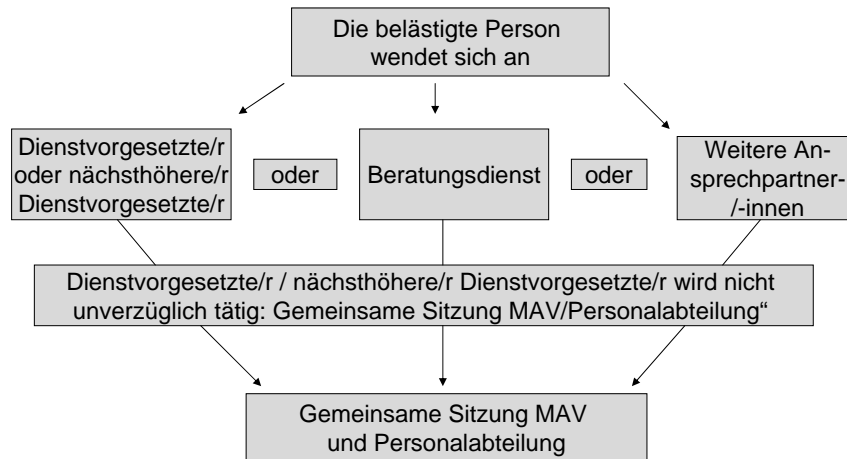 Die belästigte Person
wendet sich an
Dienstvorgesetzte/r
oder nächsthöhere/r
Dienstvorgesetzte/r
oder
Beratungsdienst
oder
Weitere An-
sprechpartner-
/-innen
Dienstvorgesetzte/r / nächsthöhere/r Dienstvorgesetzte/r wird nicht
unverzüglich tätig: Gemeinsame Sitzung MAV/Personalabteilung“
Gemeinsame Sitzung MAV
und Personalabteilung